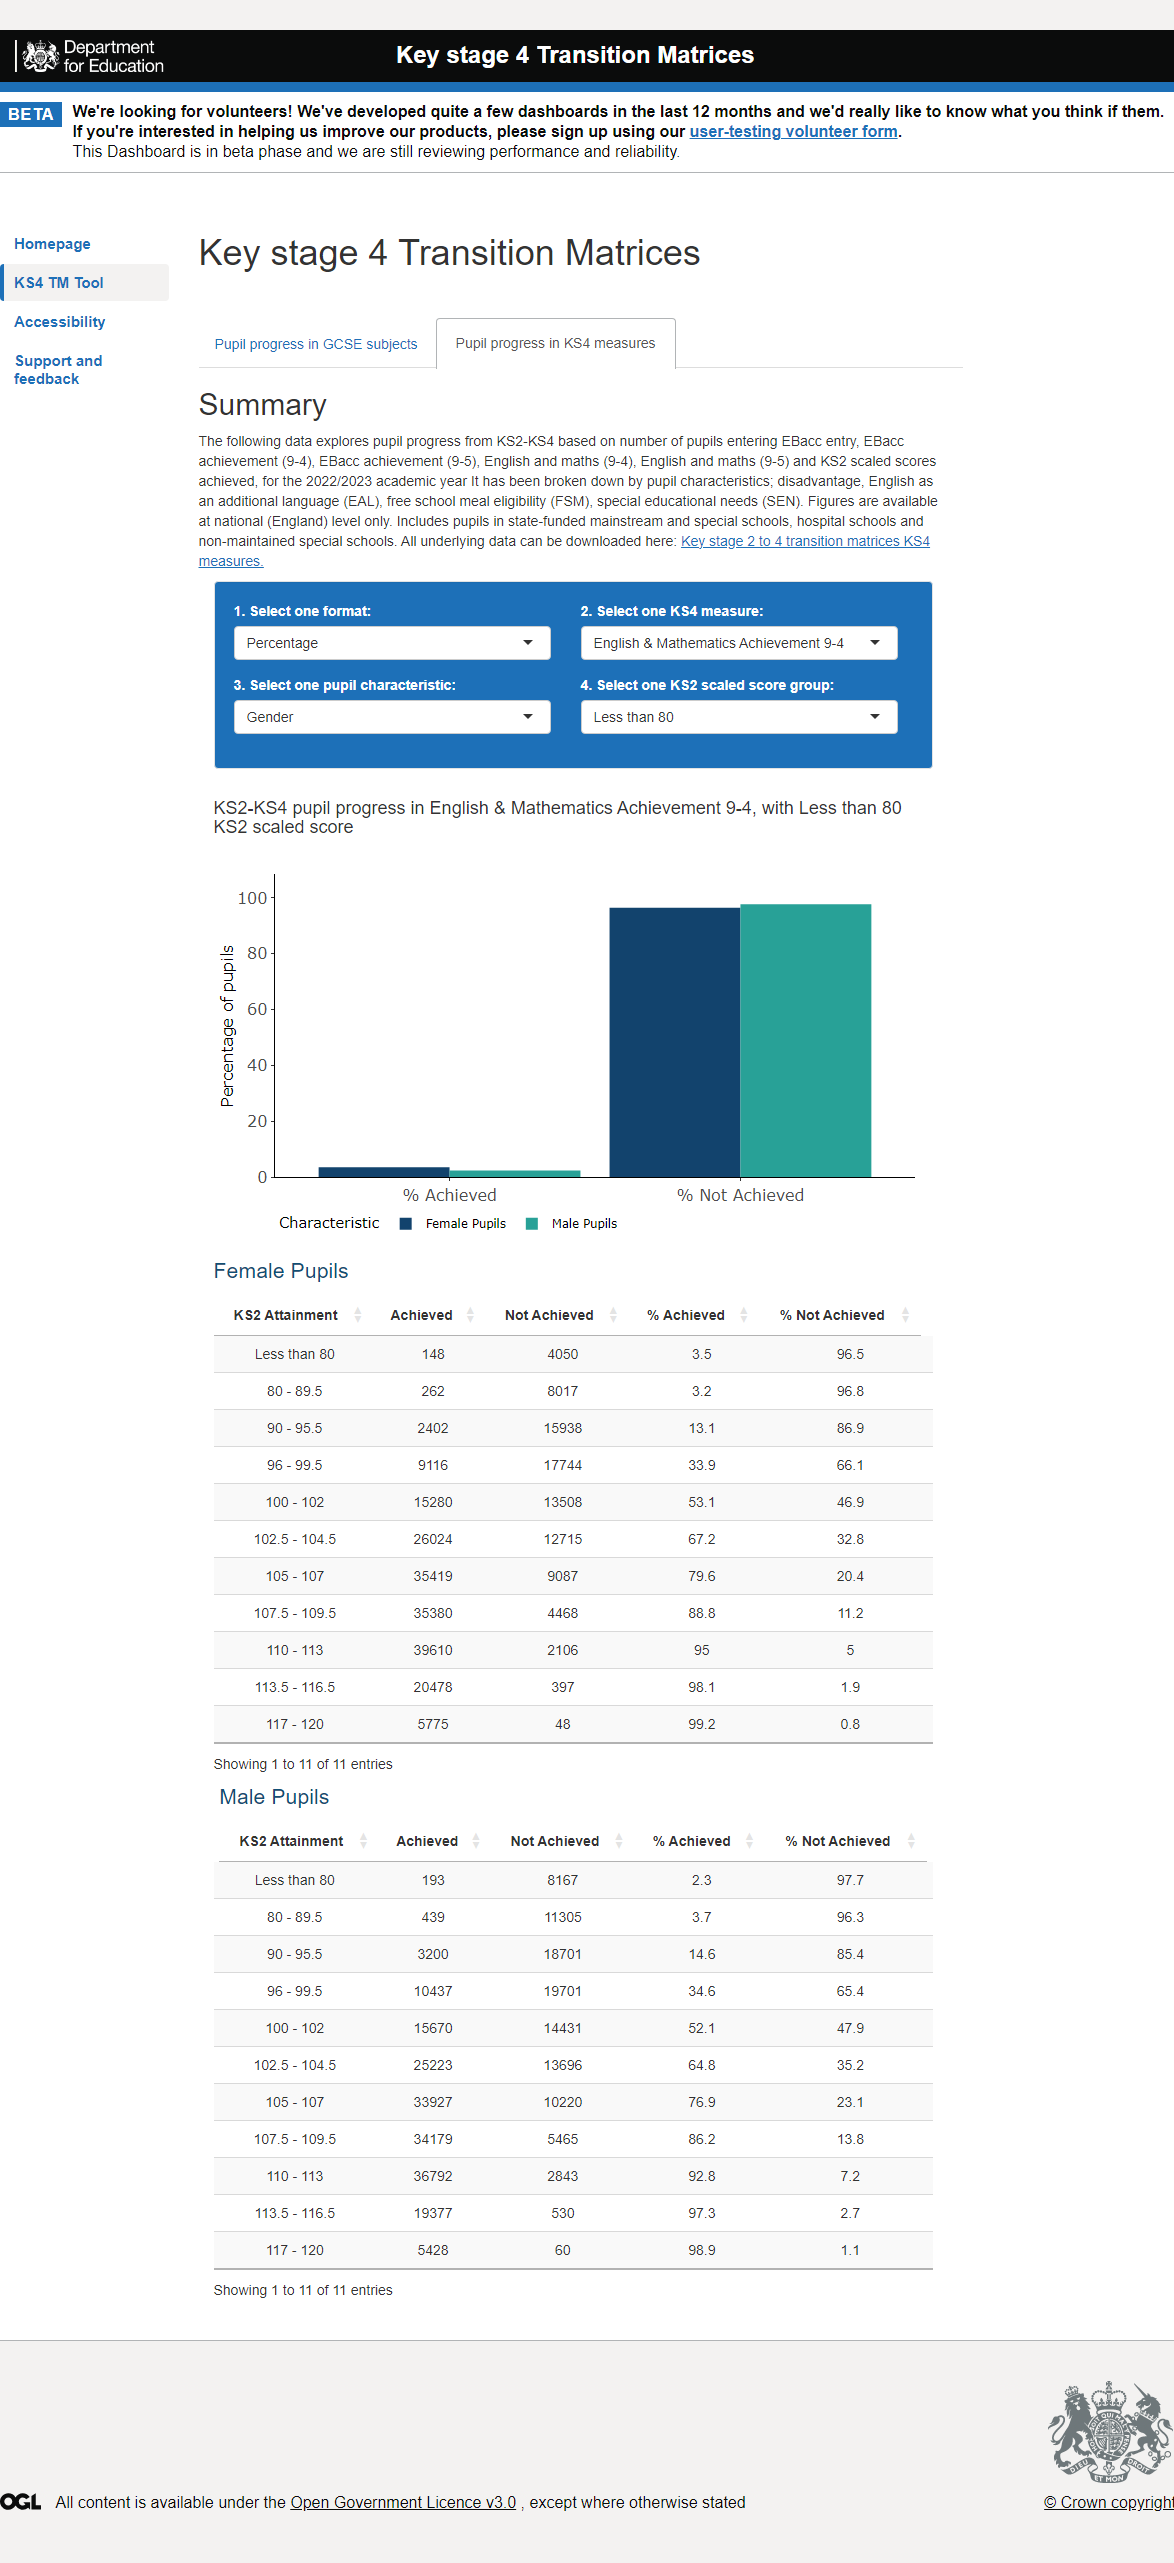 Department
for Education
Key stage 4 Transition Matrices
BETA
We're looking for volunteers! We've developed quite a few dashboards in the last 12 months and we'd really like to know what you think if them.
If you're interested in helping us improve our products, please sign up using our user-testing volunteer form.
This Dashboard is in beta phase and we are still reviewing performance and reliability.
Homepage
KS4 TM Tool
Accessibility
Support and
feedback
Key stage 4 Transition Matrices
Pupil progress in GCSE subjects
Pupil progress in KS4 measures
Summary
The following data explores pupil progress from KS2-KS4 based on number of pupils entering EBacc entry, EBacc
achievement (9-4), EBacc achievement (9-5), English and maths (9-4), English and maths (9-5) and KS2 scaled scores
achieved, for the 2022/2023 academic year It has been broken down by pupil characteristics; disadvantage, English as
an additional language (EAL), free school meal eligibility (FSM), special educational needs (SEN). Figures are available
at national (England) level only. Includes pupils in state-funded mainstream and special schools, hospital schools and
non-maintained special schools. All underlying data can be downloaded here: Key stage 2 to 4 transition matrices KS4
measures.
1. Select one format:
Percentage
2. Select one KS4 measure:
English & Mathematics Achievement 9-4
3. Select one pupil characteristic:
Gender
4. Select one KS2 scaled score group:
Less than 80
KS2-KS4 pupil progress in English & Mathematics Achievement 9-4, with Less than 80
KS2 scaled score
Percentage of pupils
100
80
60
40
20
0
% Achieved
% Not Achieved
Characteristic
Female Pupils
Male Pupils
Female Pupils
KS2 Attainment Achieved Not Achieved % Achieved % Not Achieved
Less than 80 148 4050 3.5 96.5
80 - 89.5 262 8017 3.2 96.8
90 - 95.5 2402 15938 13.1 86.9
96 - 99.5 9116 17744 33.9 66.1
100 - 102 15280 13508 53.1 46.9
102.5 - 104.5 26024 12715 67.2 32.8
105 - 107 35419 9087 79.6 20.4
107.5 - 109.5 35380 4468 88.8 11.2
110 - 113 39610 2106 95 5
113.5 - 116.5 20478 397 98.1 1.9
117 - 120 5775 48 99.2 0.8
Showing 1 to 11 of 11 entries
Male Pupils
KS2 Attainment Achieved Not Achieved % Achieved % Not Achieved
Less than 80 193 8167 2.3 97.7
80 - 89.5 439 11305 3.7 96.3
90 - 95.5 3200 18701 14.6 85.4
96 - 99.5 10437 19701 34.6 65.4
100 - 102 15670 14431 52.1 47.9
102.5 - 104.5 25223 13696 64.8 35.2
105 - 107 33927 10220 76.9 23.1
107.5 - 109.5 34179 5465 86.2 13.8
110 - 113 36792 2843 92.8 7.2
113.5 - 116.5 19377 530 97.3 2.7
117 - 120 5428 60 98.9 1.1
Showing 1 to 11 of 11 entries
OGL
All content is available under the Open Government Licence v3.0 , except where otherwise stated
© Crown copyright